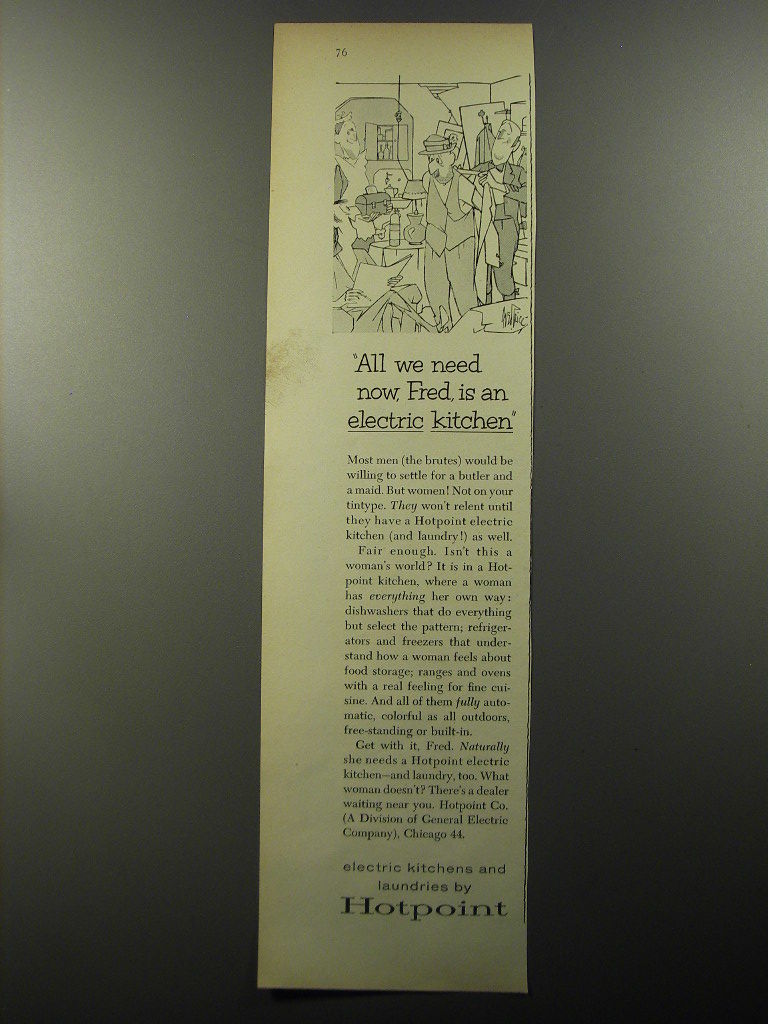 76
"All we need
now, Fred, is an
electric kitchen"
Most men (the brutes) would be
willing to settle for a butler and
a maid. But women! Not on your
tintype. They won't relent until
they have a Hotpoint electric
kitchen (and laundry!) as well.
Fair enough. Isn't this a
woman's world? It is in a Hot-
point kitchen, where a woman
has everything her own way:
dishwashers that do everything
but select the pattern; refriger-
ators and freezers that under-
stand how a woman feels about
food storage; ranges and ovens
with a real feeling for fine cui-
sine. And all of them fully auto-
matic, colorful as all outdoors,
free-standing or built-in.
Get with it, Fred. Naturally
she needs a Hotpoint electric
kitchen—and laundry, too. What
woman doesn't? There's a dealer
waiting near you. Hotpoint Co.
(A Division of General Electric
Company), Chicago 44.
electric kitchens and
laundries by
Hotpoint